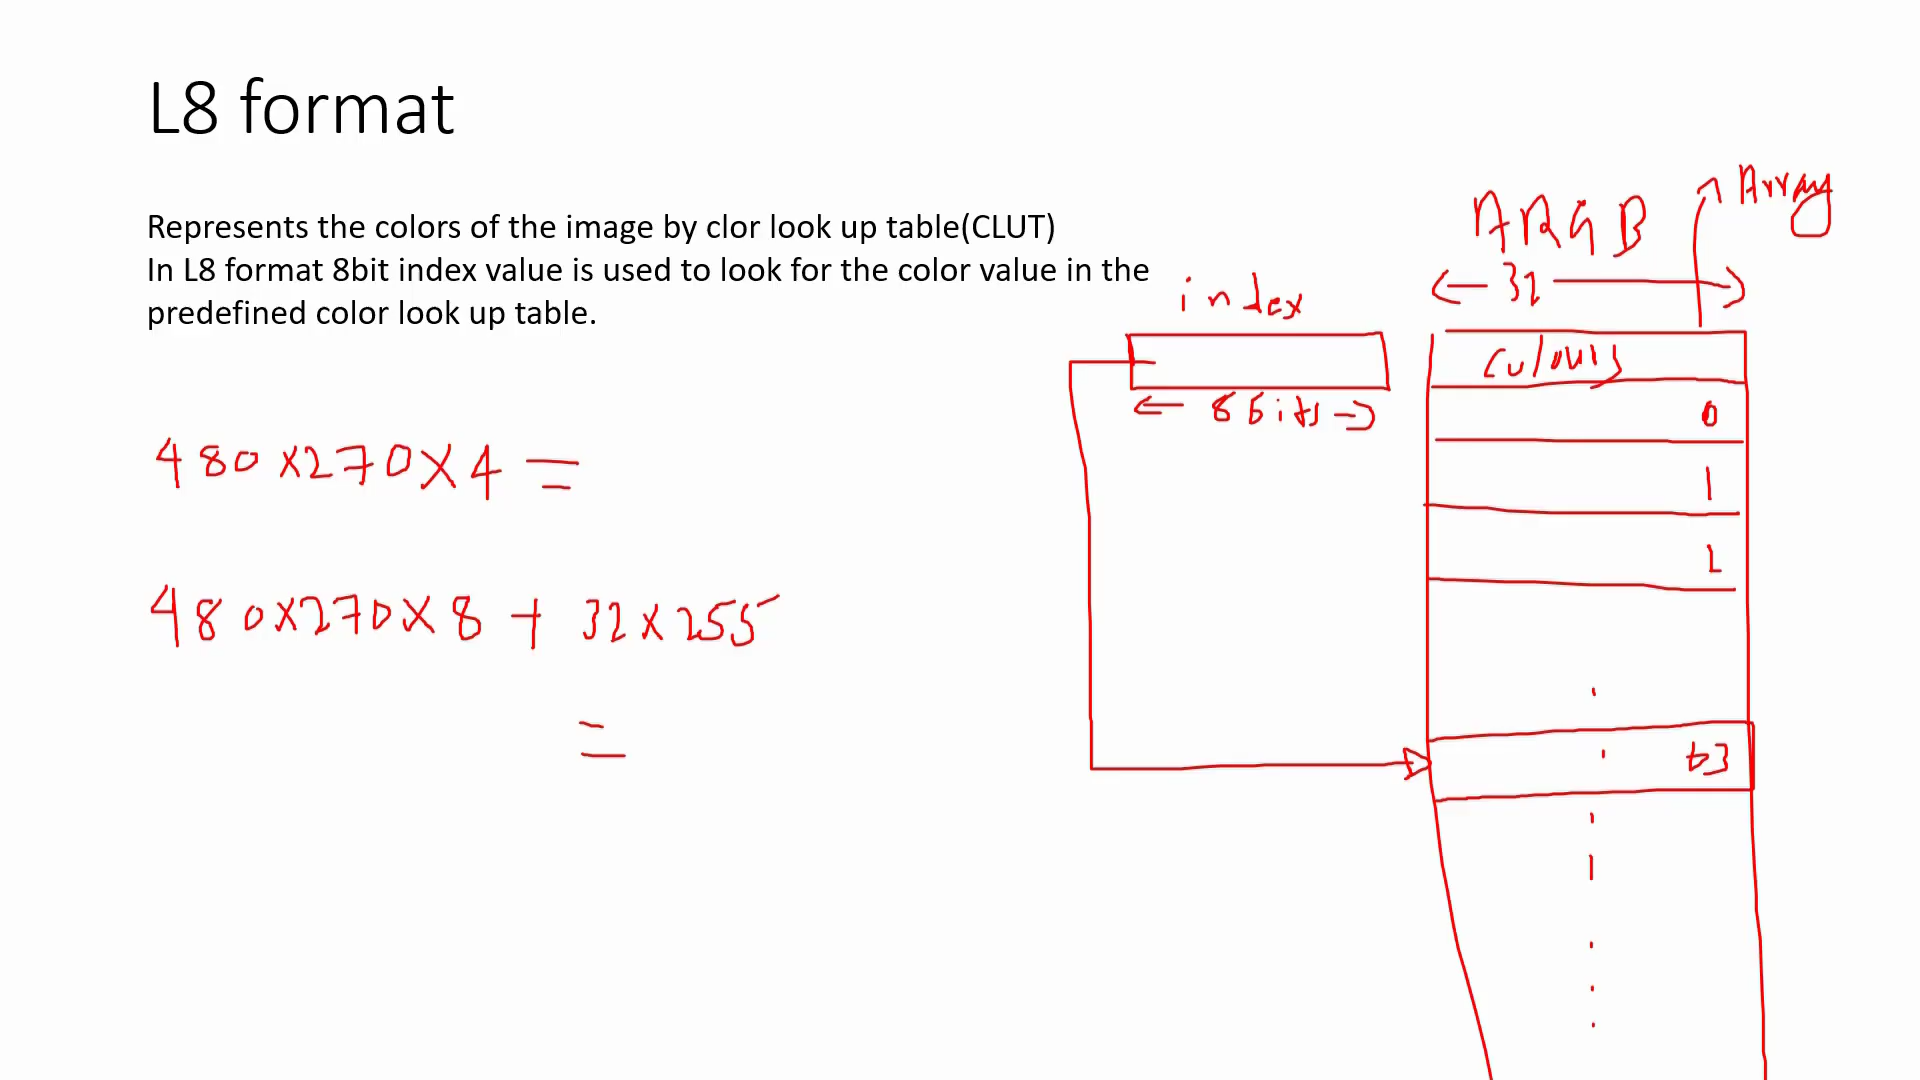 L8 format
Represents the colors of the image by clor look up table(CLUT)
In L8 format 8bit index value is used to look for the color value in the
predefined color look up table.
480x270x4 =
480x270x8 + 32x255
=
index
8bits
Array
ARGB
32
colours
0
1
2
63